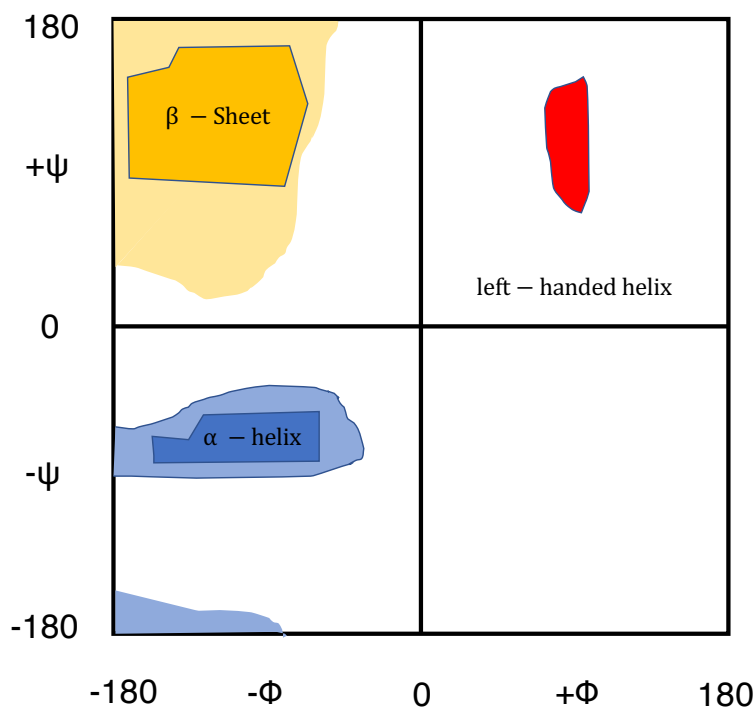 180
β – Sheet
+ψ
left – handed helix
0
α – helix
-ψ
-180
-180 -Φ 0 +Φ 180